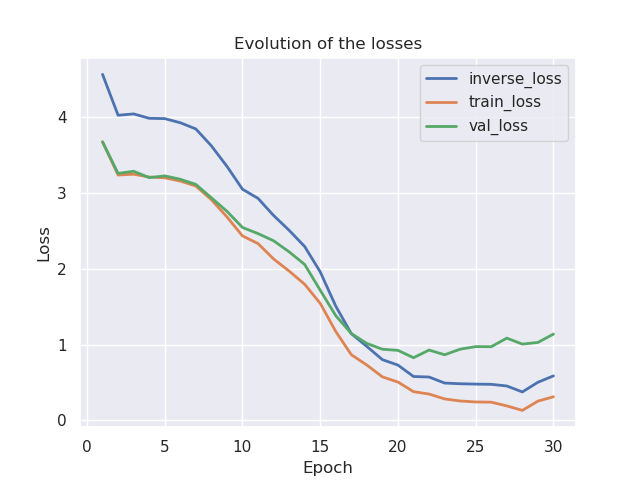 Evolution of the losses
inverse_loss
train_loss
val_loss
Loss
4
3
2
1
0
0 5 10 15 20 25 30
Epoch